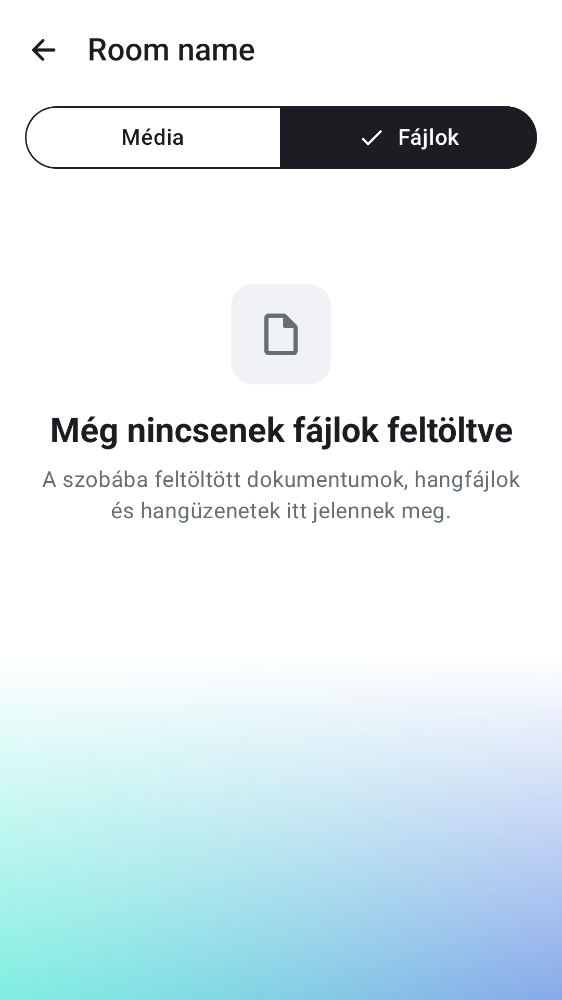 Room name
Média
Fájlok
Még nincsenek fájlok feltöltve
A szobába feltöltött dokumentumok, hangfájlok
és hangüzenetek itt jelennek meg.